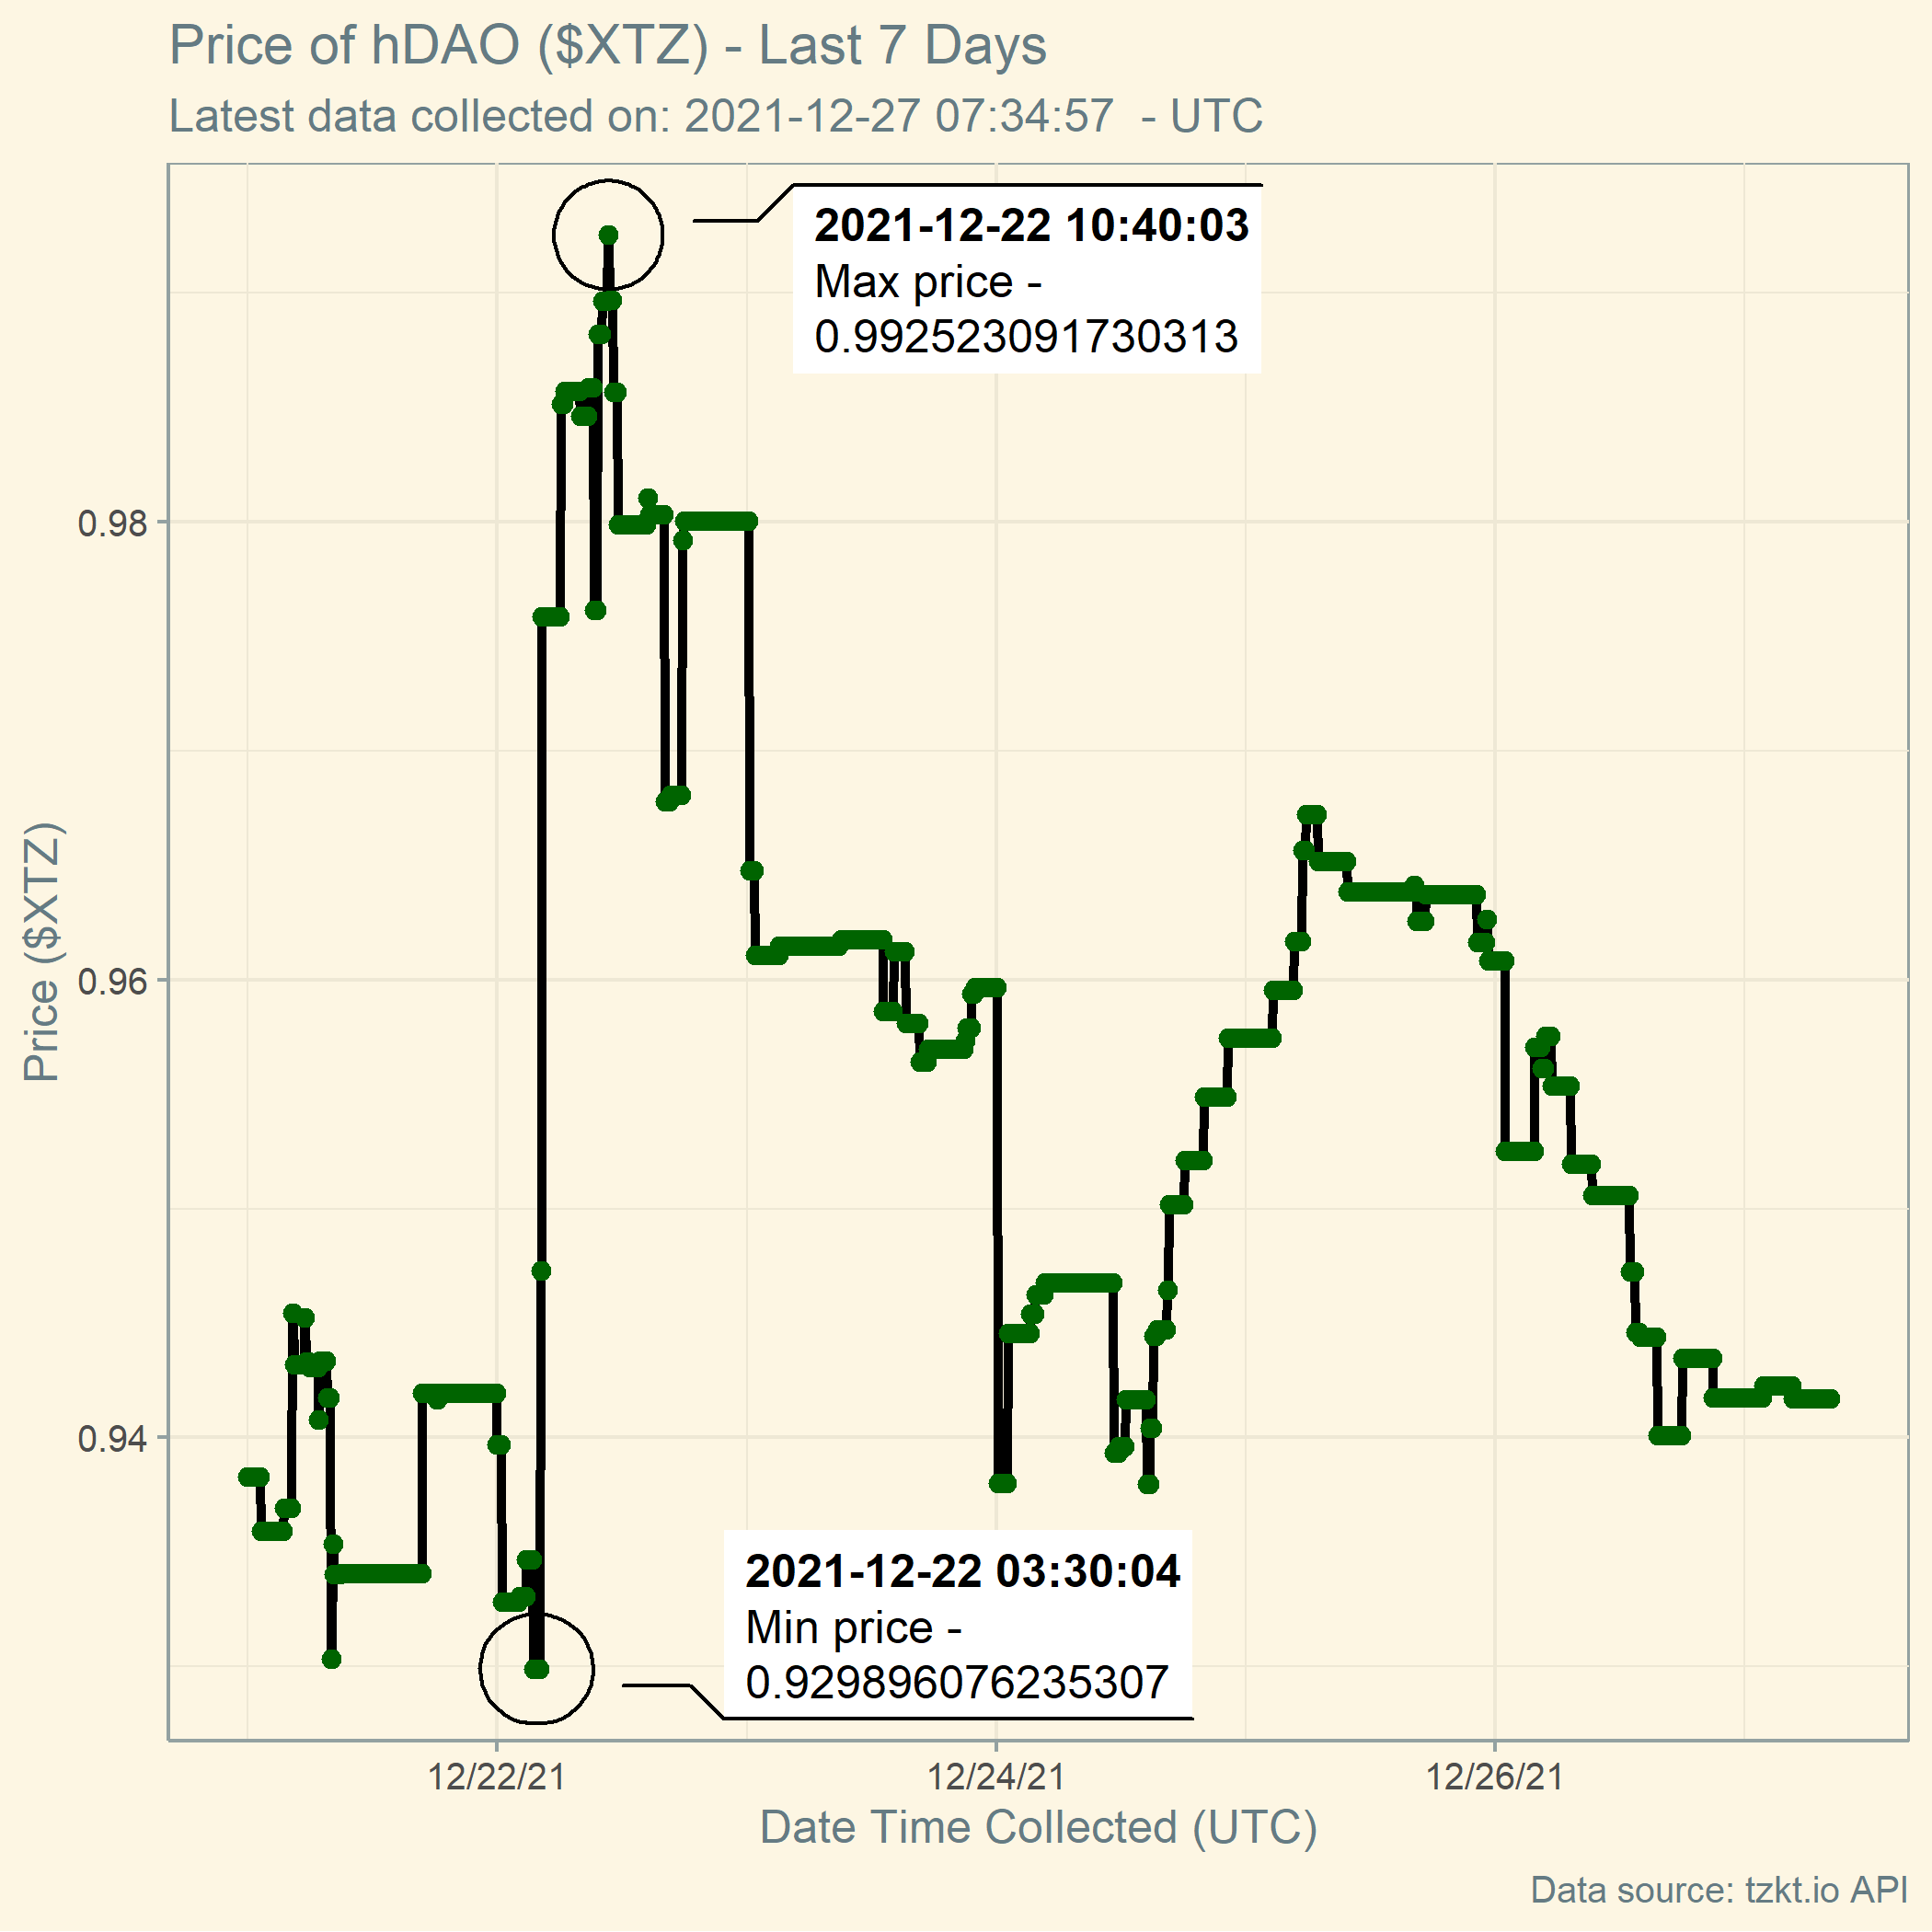 Price of hDAO ($XTZ) - Last 7 Days
Latest data collected on: 2021-12-27 07:34:57  - UTC
2021-12-22 10:40:03
Max price -
0.992523091730313
0.98
0.96
0.94
Price ($XTZ)
2021-12-22 03:30:04
Min price -
0.929896076235307
12/22/21
12/24/21
12/26/21
Date Time Collected (UTC)
Data source: tzkt.io API